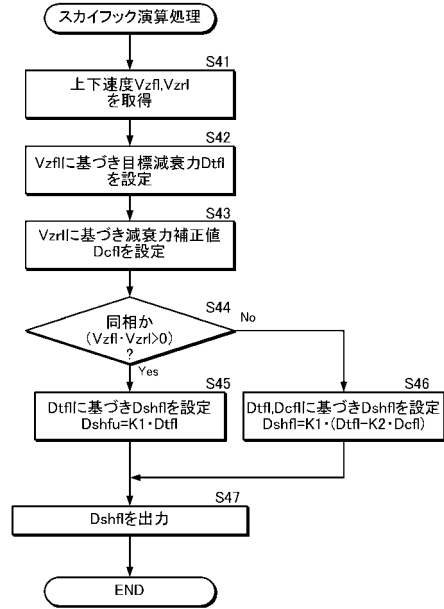 スカイフック演算処理
S41
上下速度Vzfl,Vzrl
を取得
S42
Vzflに基づき目標減衰力Dtfl
を設定
S43
Vzrlに基づき減衰力補正値
Dcflを設定
S44
同相か
(Vzfl・Vzrl>0)
?
No
Yes
S45
Dtflに基づきDshflを設定
Dshfu=K1・Dtfl
S46
Dtfl,Dcflに基づきDshflを設定
Dshfl=K1・(Dtfl-K2・Dcfl)
S47
Dshflを出力
END